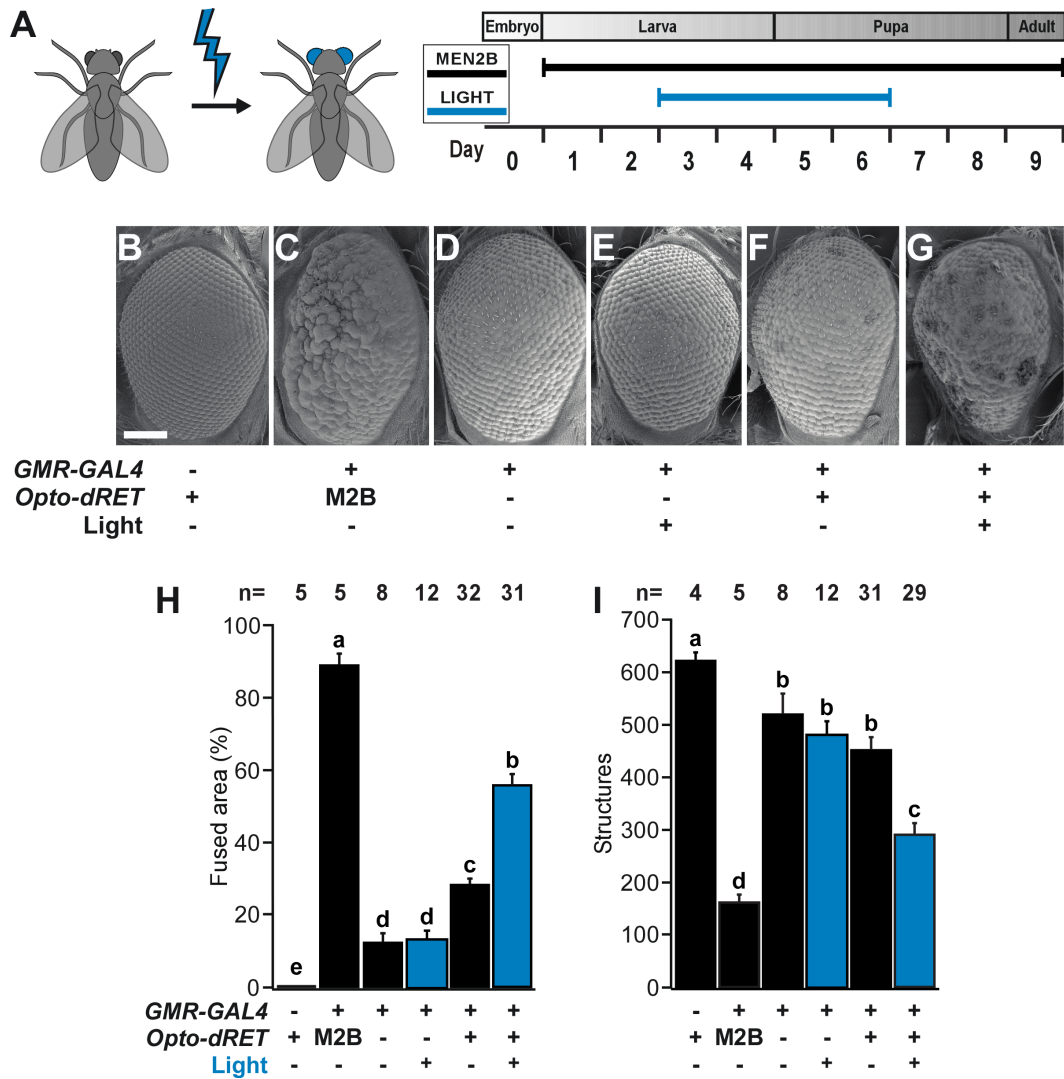 A
Embryo Larva Pupa Adult
MEN2B
LIGHT
Day 0 1 2 3 4 5 6 7 8 9
B C D E F G
GMR-GAL4 - + + + + +
Opto-dRET + M2B - - + +
Light - - - + - +
H
n= 5 5 8 12 32 31
Fused area (%)
100
80
60
40
20
0
e a d d c b
GMR-GAL4 - + + + + +
Opto-dRET + M2B - - + +
Light - - - + - +
I
n= 4 5 8 12 31 29
Structures
700
600
500
400
300
200
100
0
a d b b b c
- + + + + +
+ M2B - - + +
- - - + - +